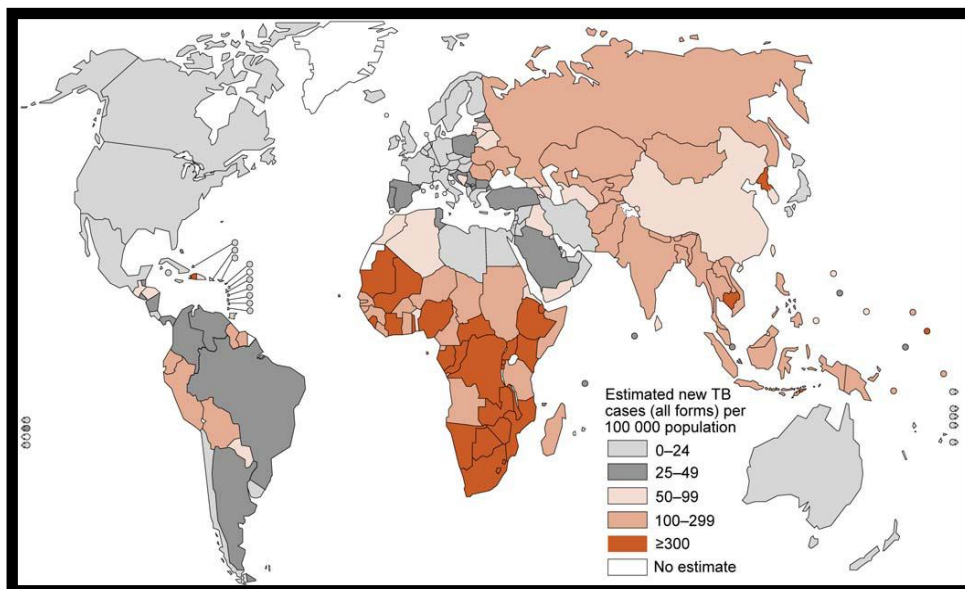 Estimated new TB
cases (all forms) per
100 000 population
0–24
25–49
50–99
100–299
≥300
No estimate